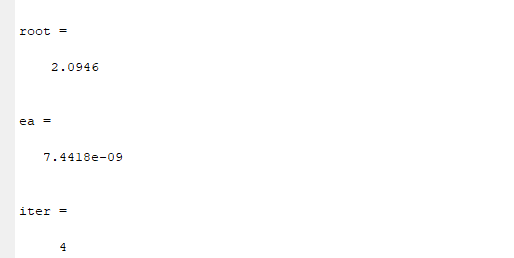 root =
2.0946
ea =
7.4418e-09
iter =
4